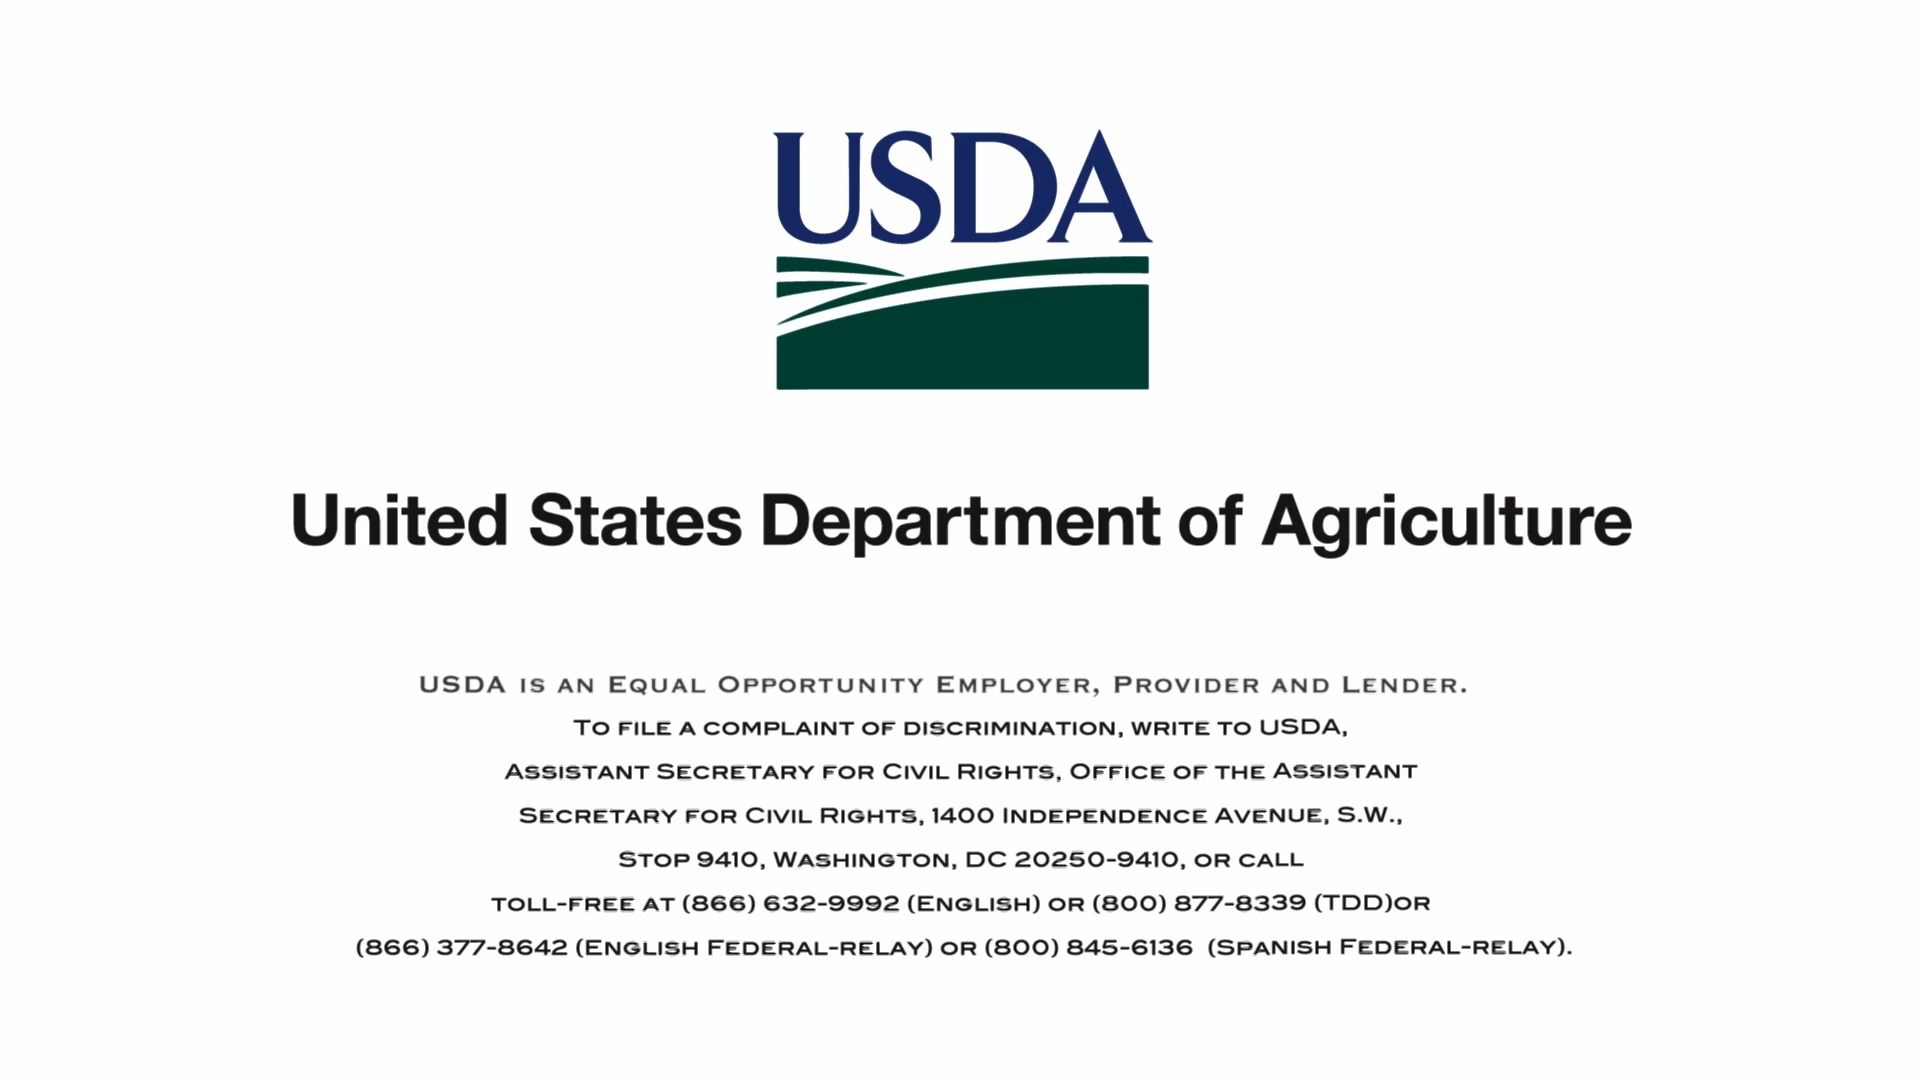 USDA
United States Department of Agriculture
USDA is an Equal Opportunity Employer, Provider and Lender.
To file a complaint of discrimination, write to USDA,
Assistant Secretary for Civil Rights, Office of the Assistant
Secretary for Civil Rights, 1400 Independence Avenue, S.W.,
Stop 9410, Washington, DC 20250-9410, or call
toll-free at (866) 632-9992 (English) or (800) 877-8339 (TDD)or
(866) 377-8642 (English Federal-relay) or (800) 845-6136 (Spanish Federal-relay).